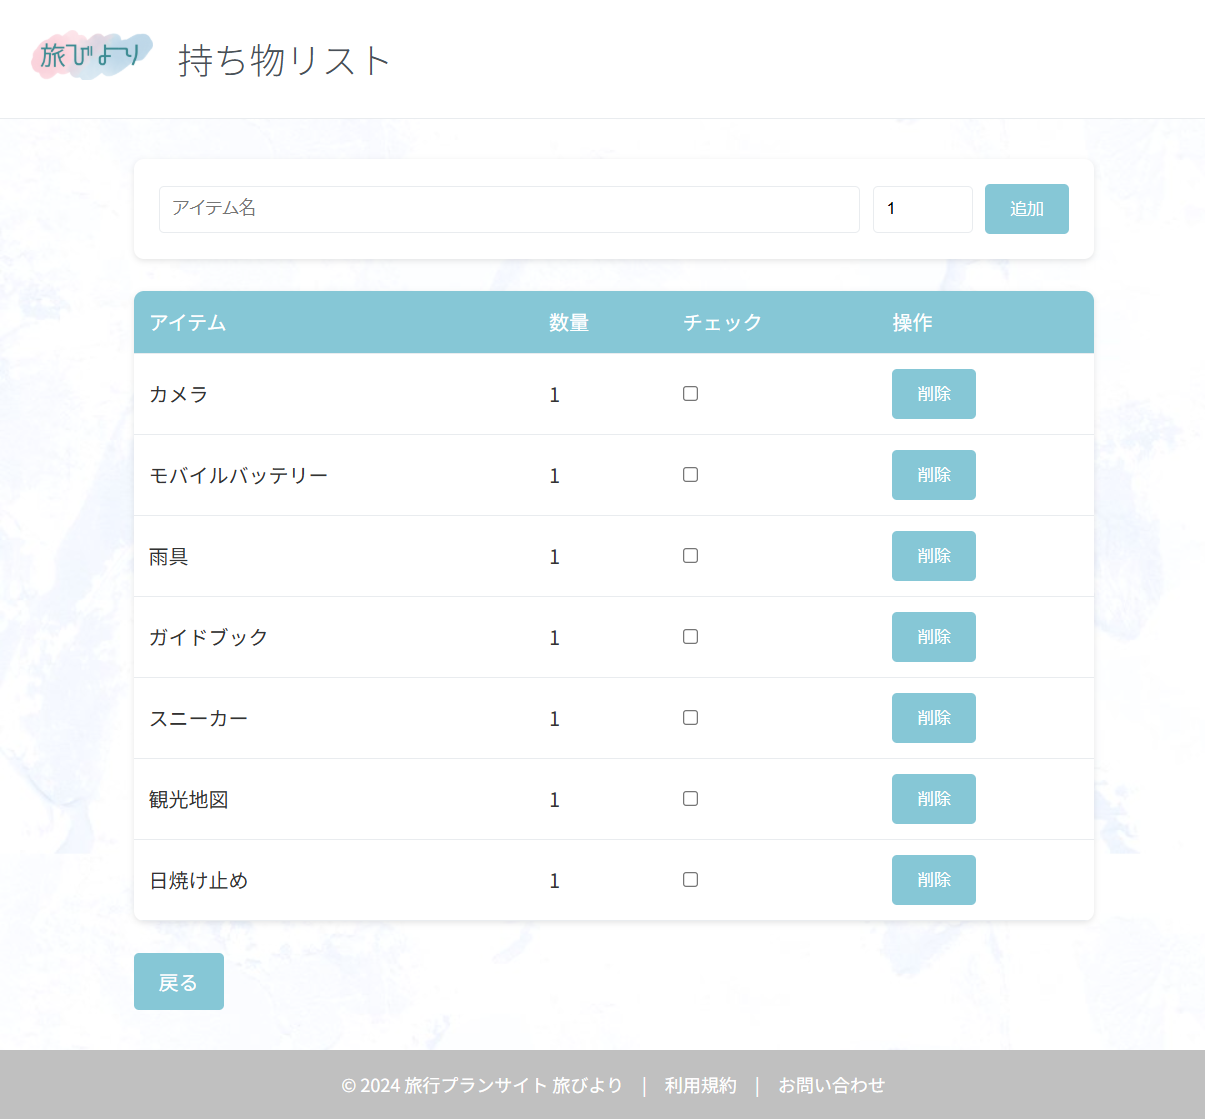 旅びより 持ち物リスト
アイテム名 1 追加
アイテム 数量 チェック 操作
カメラ 1 削除
モバイルバッテリー 1 削除
雨具 1 削除
ガイドブック 1 削除
スニーカー 1 削除
観光地図 1 削除
日焼け止め 1 削除
戻る
© 2024 旅行プランサイト 旅びより | 利用規約 | お問い合わせ